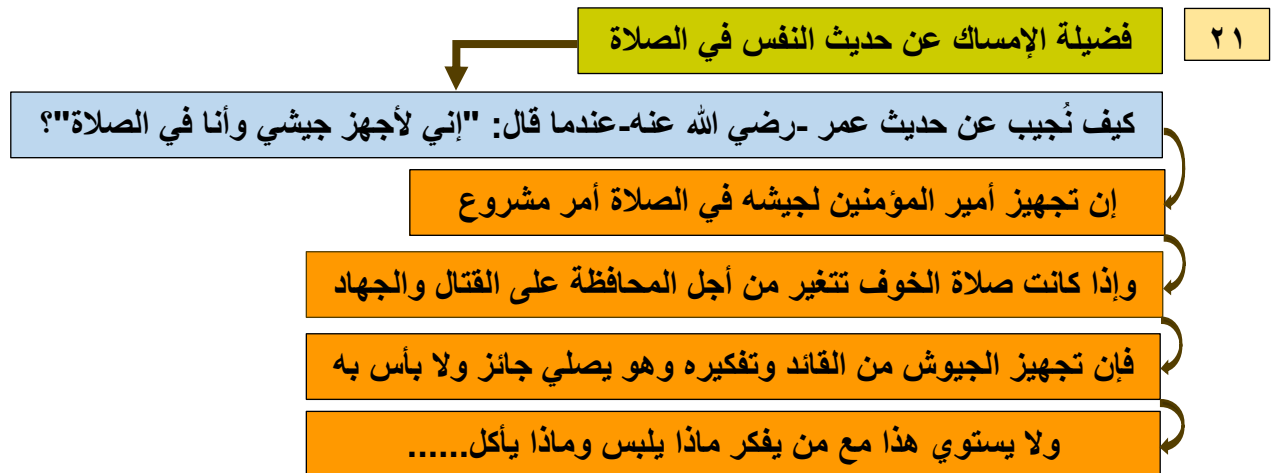 ٢١
فضيلة الإمساك عن حديث النفس في الصلاة
كيف نُجيب عن حديث عمر -رضي الله عنه-عندما قال: "إني لأجهز جيشي وأنا في الصلاة"؟
إن تجهيز أمير المؤمنين لجيشه في الصلاة أمر مشروع
وإذا كانت صلاة الخوف تتغير من أجل المحافظة على القتال والجهاد
فإن تجهيز الجيوش من القائد وتفكيره وهو يصلي جائز ولا بأس به
ولا يستوي هذا مع من يفكر ماذا يلبس وماذا يأكل......